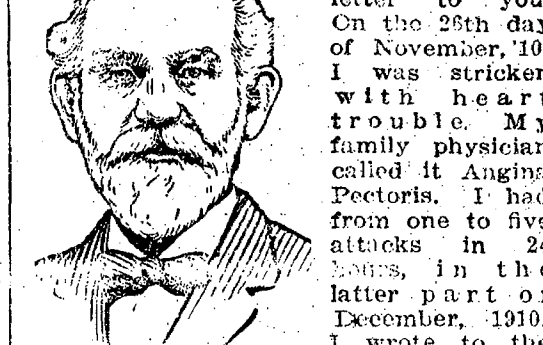 letter to you
On the 26th day
of November, '10
I was stricken
with heart
trouble. My
family physician
called it Angina
Pectoris. I had
from one to five
attacks in 24
hours, in the
latter part of
December, 1910.
I wrote to the